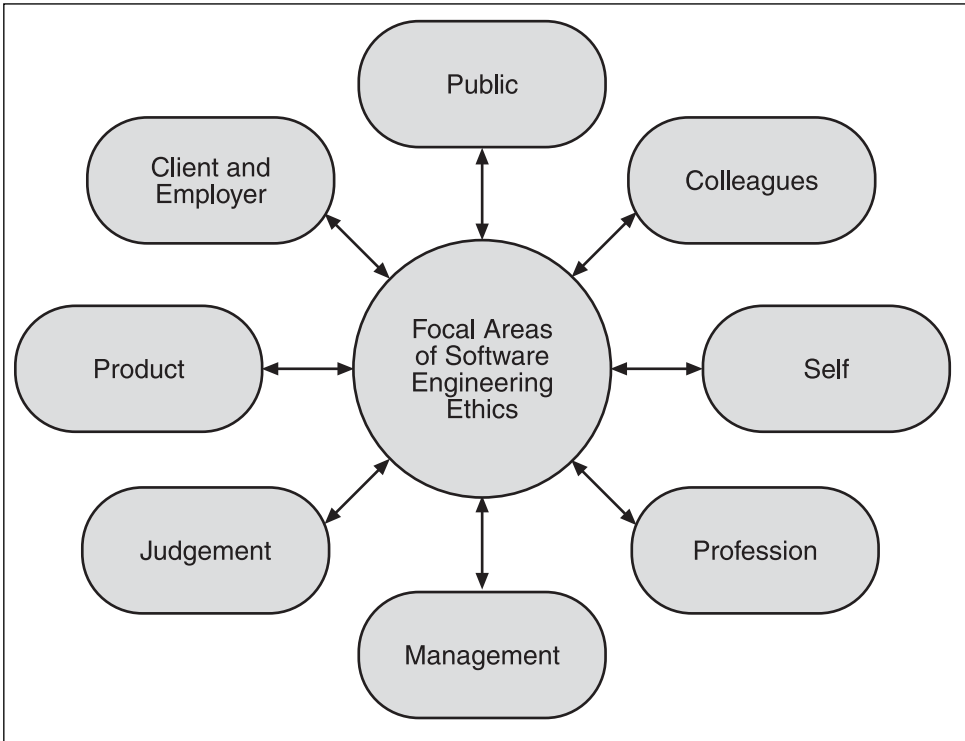 Public
Client and
Employer
Colleagues
Focal Areas
of Software
Engineering
Ethics
Product
Self
Judgement
Profession
Management